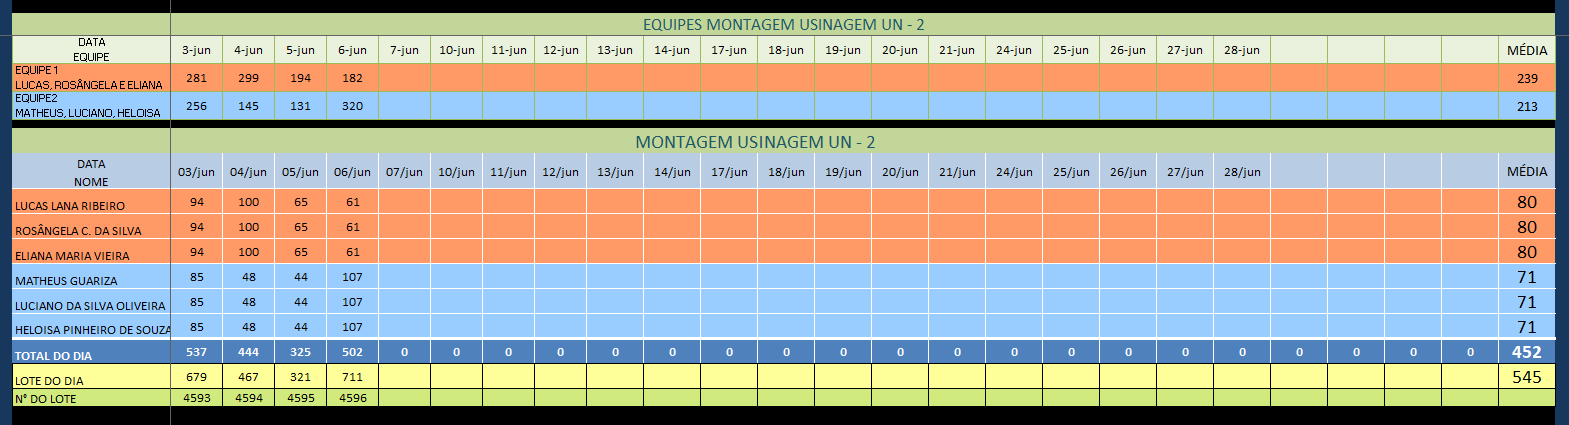 EQUIPES MONTAGEM USINAGEM UN - 2
DATA
EQUIPE 3-jun 4-jun 5-jun 6-jun 7-jun 10-jun 11-jun 12-jun 13-jun 14-jun 17-jun 18-jun 19-jun 20-jun 21-jun 24-jun 25-jun 26-jun 27-jun 28-jun MÉDIA
EQUIPE 1
LUCAS, ROSÂNGELA E ELIANA 281 299 194 182 239
EQUIPE2
MATHEUS, LUCIANO, HELOISA 256 145 131 320 213
MONTAGEM USINAGEM UN - 2
DATA
NOME 03/jun 04/jun 05/jun 06/jun 07/jun 10/jun 11/jun 12/jun 13/jun 14/jun 17/jun 18/jun 19/jun 20/jun 21/jun 24/jun 25/jun 26/jun 27/jun 28/jun MÉDIA
LUCAS LANA RIBEIRO 94 100 65 61 80
ROSÂNGELA C. DA SILVA 94 100 65 61 80
ELIANA MARIA VIEIRA 94 100 65 61 80
MATHEUS GUARIZA 85 48 44 107 71
LUCIANO DA SILVA OLIVEIRA 85 48 44 107 71
HELOISA PINHEIRO DE SOUZA 85 48 44 107 71
TOTAL DO DIA 537 444 325 502 0 0 0 0 0 0 0 0 0 0 0 0 0 0 0 0 0 0 0 0 452
LOTE DO DIA 679 467 321 711 545
N° DO LOTE 4593 4594 4595 4596